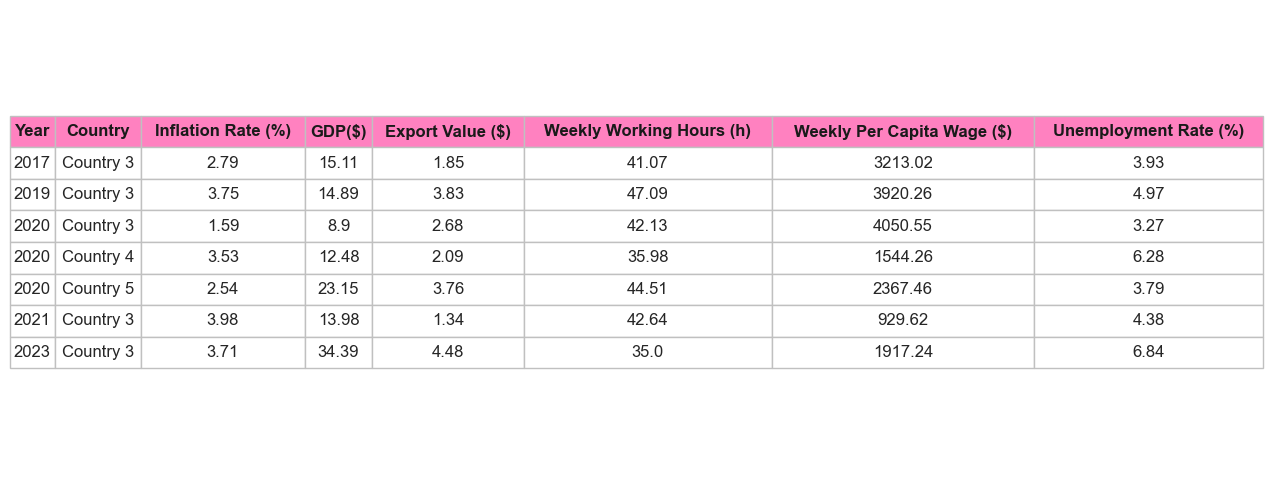 Year Country Inflation Rate (%) GDP($) Export Value ($) Weekly Working Hours (h) Weekly Per Capita Wage ($) Unemployment Rate (%)
2017 Country 3 2.79 15.11 1.85 41.07 3213.02 3.93
2019 Country 3 3.75 14.89 3.83 47.09 3920.26 4.97
2020 Country 3 1.59 8.9 2.68 42.13 4050.55 3.27
2020 Country 4 3.53 12.48 2.09 35.98 1544.26 6.28
2020 Country 5 2.54 23.15 3.76 44.51 2367.46 3.79
2021 Country 3 3.98 13.98 1.34 42.64 929.62 4.38
2023 Country 3 3.71 34.39 4.48 35.0 1917.24 6.84